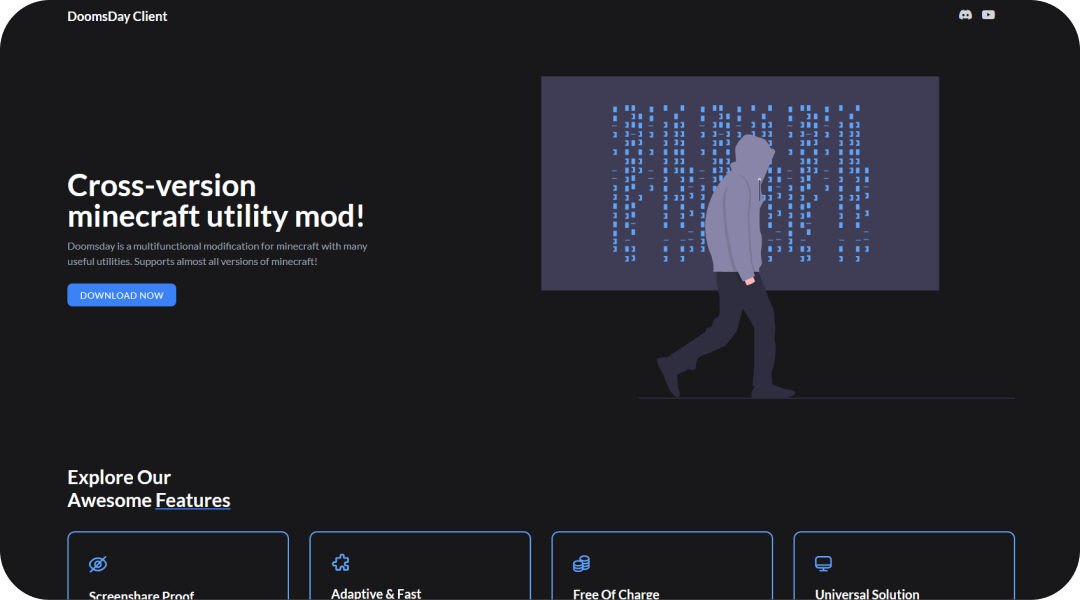 DoomsDay Client
Cross-version
minecraft utility mod!
Doomsday is a multifunctional modification for minecraft with many
useful utilities. Supports almost all versions of minecraft!
DOWNLOAD NOW
Explore Our
Awesome Features
Screenshare Proof
Adaptive & Fast
Free Of Charge
Universal Solution